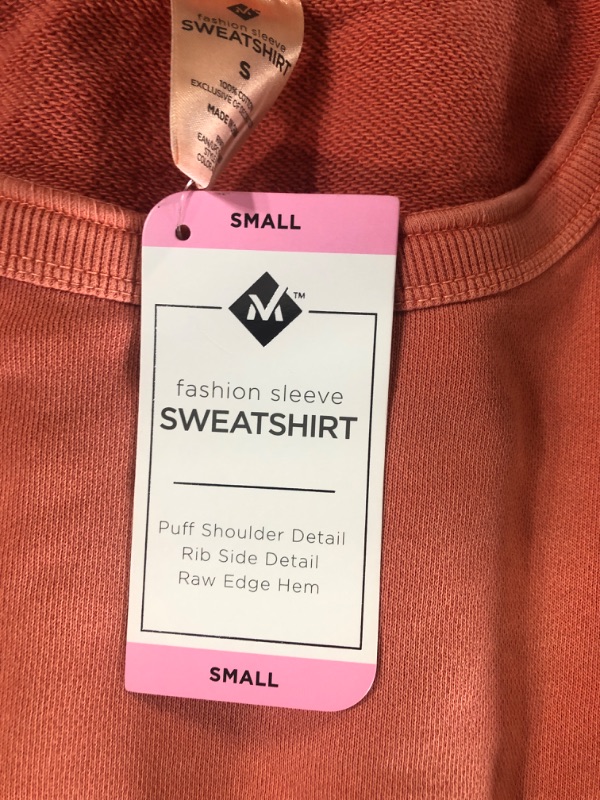 fashion sleeve
SWEATSHIRT
S
100% COTTON
EXCLUSIVE OF
MADE IN
SMALL
™
fashion sleeve
SWEATSHIRT
Puff Shoulder Detail
Rib Side Detail
Raw Edge Hem
SMALL